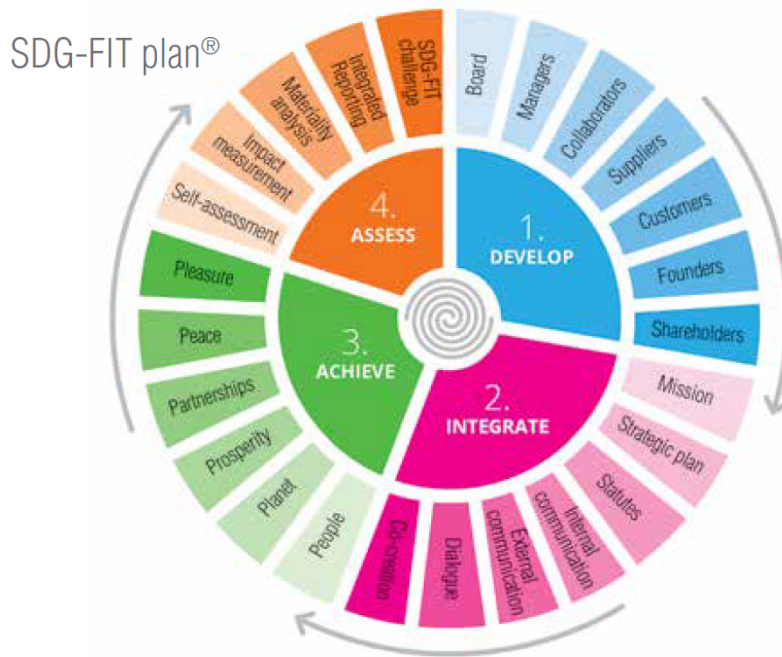 SDG-FIT plan®
1.
DEVELOP
Board
Managers
Collaborators
Suppliers
Customers
Founders
Shareholders
2.
INTEGRATE
Mission
Strategic plan
Statutes
Internal
communication
External
communication
Dialogue
Co-creation
3.
ACHIEVE
People
Planet
Prosperity
Partnerships
Peace
Pleasure
4.
ASSESS
Self-assessment
Impact
measurement
Materiality
analysis
Integrated
Reporting
SDG-FIT
challenge